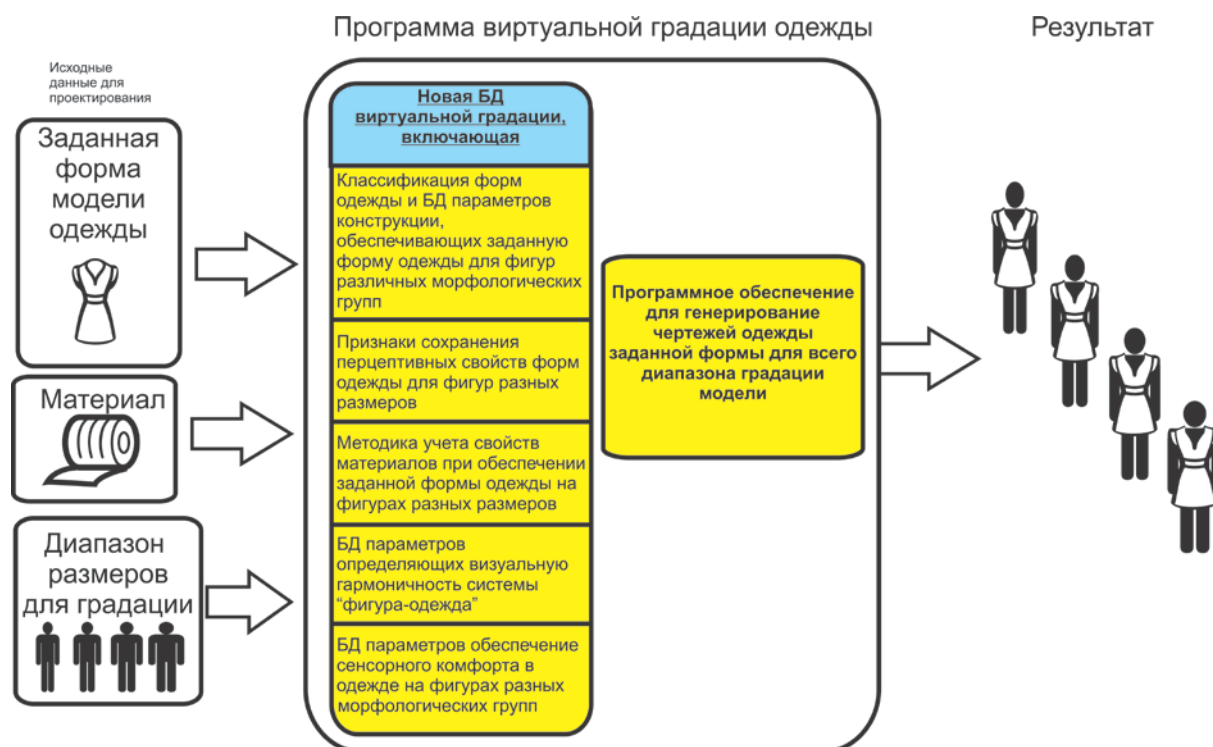 Программа виртуальной градации одежды
Результат
Исходные
данные для
проектирования
Заданная
форма
модели
одежды
Материал
Диапазон
размеров
для градации
Новая БД
виртуальной градации,
включающая
Классификация форм
одежды и БД параметров
конструкции,
обеспечивающих заданную
форму одежды для фигур
различных морфологических
групп
Признаки сохранения
перцептивных свойств форм
одежды для фигур разных
размеров
Методика учета свойств
материалов при обеспечении
заданной формы одежды на
фигурах разных размеров
БД параметров
определяющих визуальную
гармоничность системы
“фигура-одежда”
БД параметров обеспечение
сенсорного комфорта в
одежде на фигурах разных
морфологических групп
Программное обеспечение
для генерирование
чертежей одежды
заданной формы для всего
диапазона градации
модели